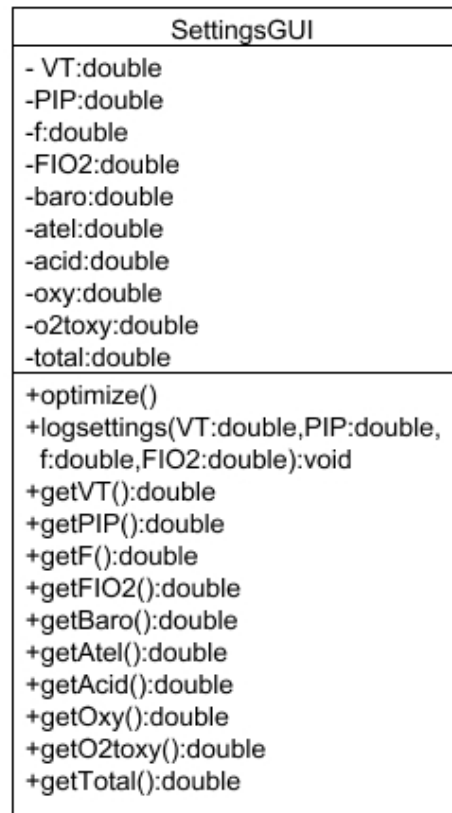 SettingsGUI
- VT:double
-PIP:double
-f:double
-FIO2:double
-baro:double
-atel:double
-acid:double
-oxy:double
-o2toxy:double
-total:double
+optimize()
+logsettings(VT:double,PIP:double,
f:double,FIO2:double):void
+getVT():double
+getPIP():double
+getF():double
+getFIO2():double
+getBaro():double
+getAtel():double
+getAcid():double
+getOxy():double
+getO2toxy():double
+getTotal():double